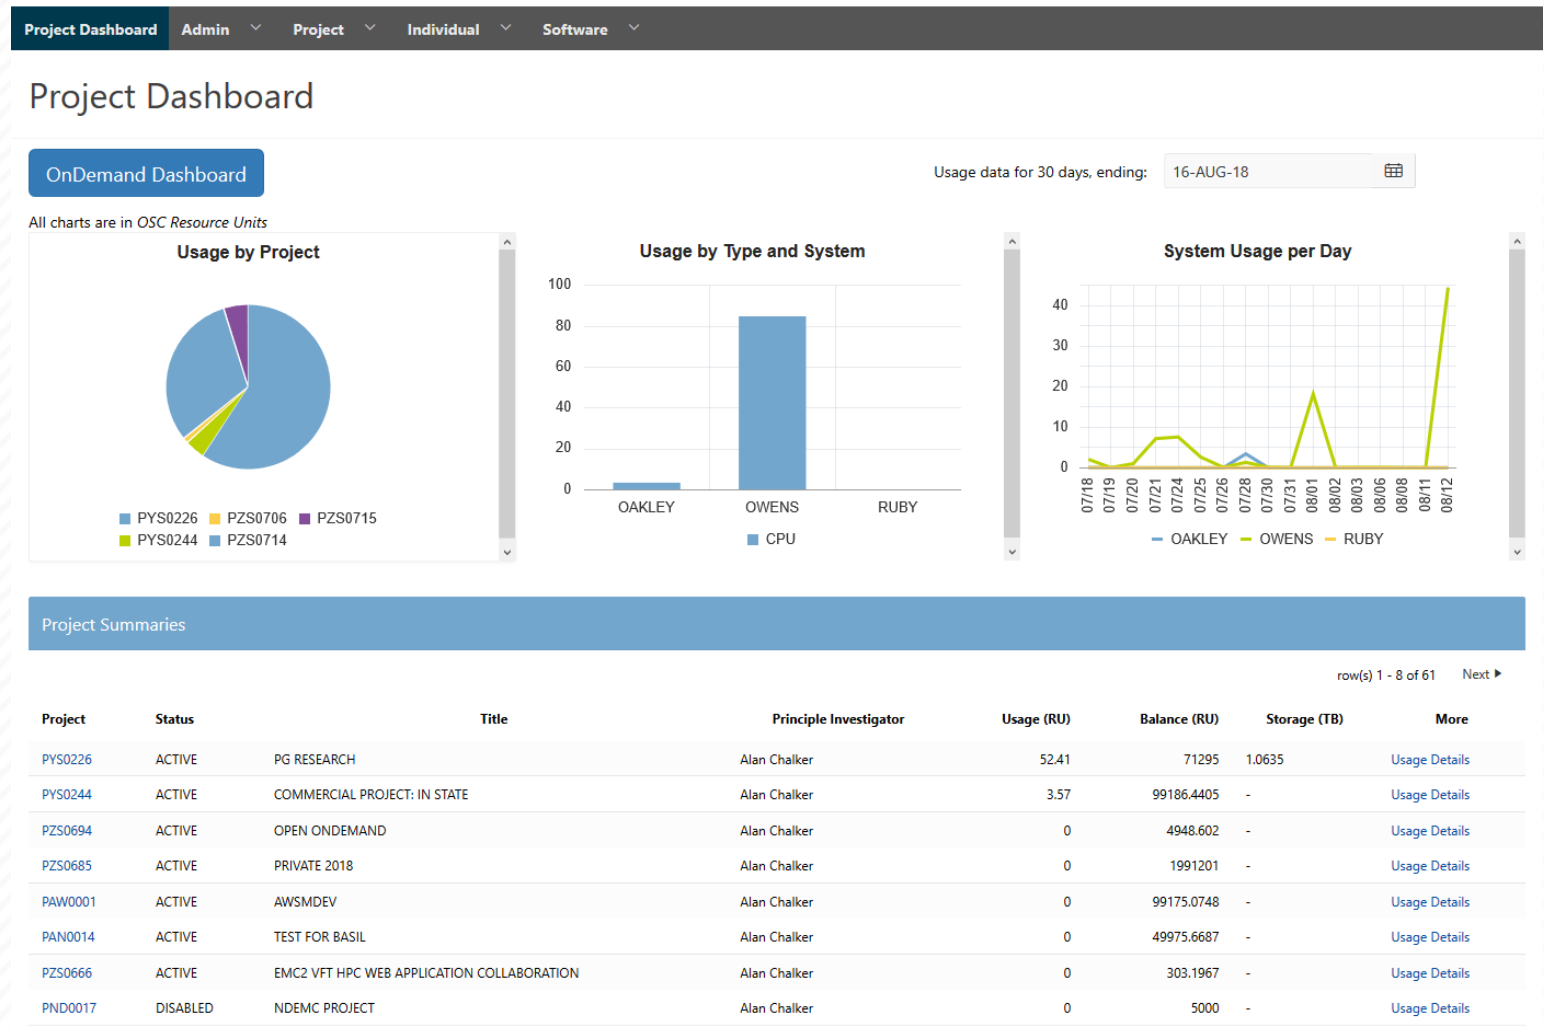 Project Dashboard Admin Project Individual Software
Project Dashboard
OnDemand Dashboard
Usage data for 30 days, ending: 16-AUG-18
All charts are in OSC Resource Units
Usage by Project
PYS0226 PZS0706 PZS0715
PYS0244 PZS0714
Usage by Type and System
100
80
60
40
20
0
OAKLEY OWENS RUBY
CPU
System Usage per Day
40
30
20
10
0
07/18 07/19 07/20 07/21 07/24 07/25 07/26 07/28 07/30 07/31 08/01 08/02 08/03 08/06 08/08 08/11 08/12
OAKLEY OWENS RUBY
Project Summaries
row(s) 1 - 8 of 61 Next
Project Status Title Principle Investigator Usage (RU) Balance (RU) Storage (TB) More
PYS0226 ACTIVE PG RESEARCH Alan Chalker 52.41 71295 1.0635 Usage Details
PYS0244 ACTIVE COMMERCIAL PROJECT: IN STATE Alan Chalker 3.57 99186.4405 - Usage Details
PZS0694 ACTIVE OPEN ONDEMAND Alan Chalker 0 4948.602 - Usage Details
PZS0685 ACTIVE PRIVATE 2018 Alan Chalker 0 1991201 - Usage Details
PAW0001 ACTIVE AWSMDEV Alan Chalker 0 99175.0748 - Usage Details
PAN0014 ACTIVE TEST FOR BASIL Alan Chalker 0 49975.6687 - Usage Details
PZS0666 ACTIVE EMC2 VFT HPC WEB APPLICATION COLLABORATION Alan Chalker 0 303.1967 - Usage Details
PND0017 DISABLED NDEMC PROJECT Alan Chalker 0 5000 - Usage Details